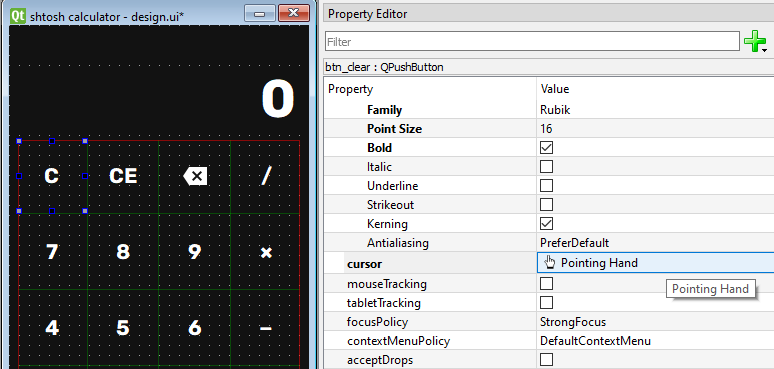 Qt shtosh calculator - design.ui*
0
C CE ⌫ /
7 8 9 ×
4 5 6 −
Property Editor
Filter
btn_clear : QPushButton
Property Value
Family Rubik
Point Size 16
Bold
Italic
Underline
Strikeout
Kerning
Antialiasing PreferDefault
cursor Pointing Hand
mouseTracking
Pointing Hand
tabletTracking
focusPolicy StrongFocus
contextMenuPolicy DefaultContextMenu
acceptDrops